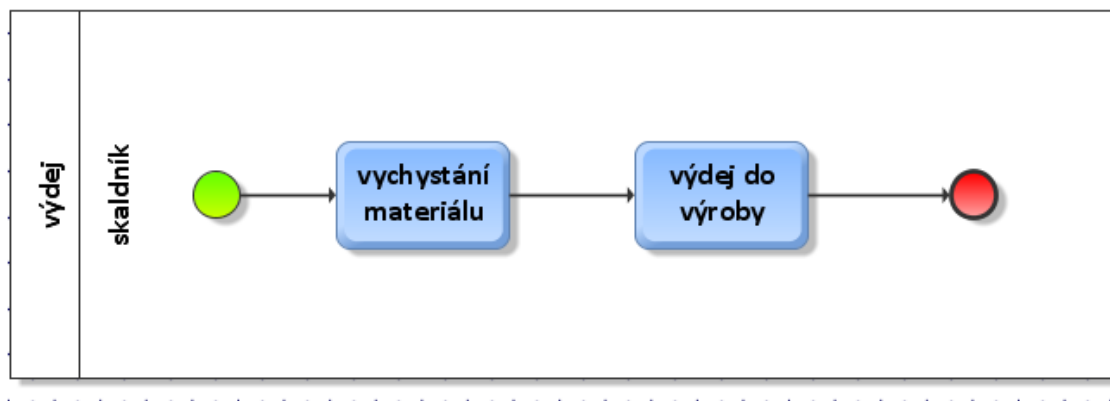 výdej
skaldník
vychystání
materiálu
výdej do
výroby